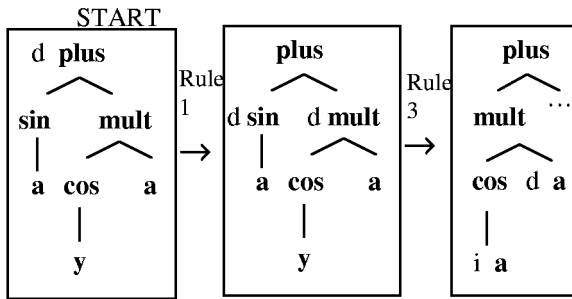 START
d plus
sin mult
a cos a
y
Rule
1
plus
d sin d mult
a cos a
y
Rule
3
plus
mult ...
cos d a
i a